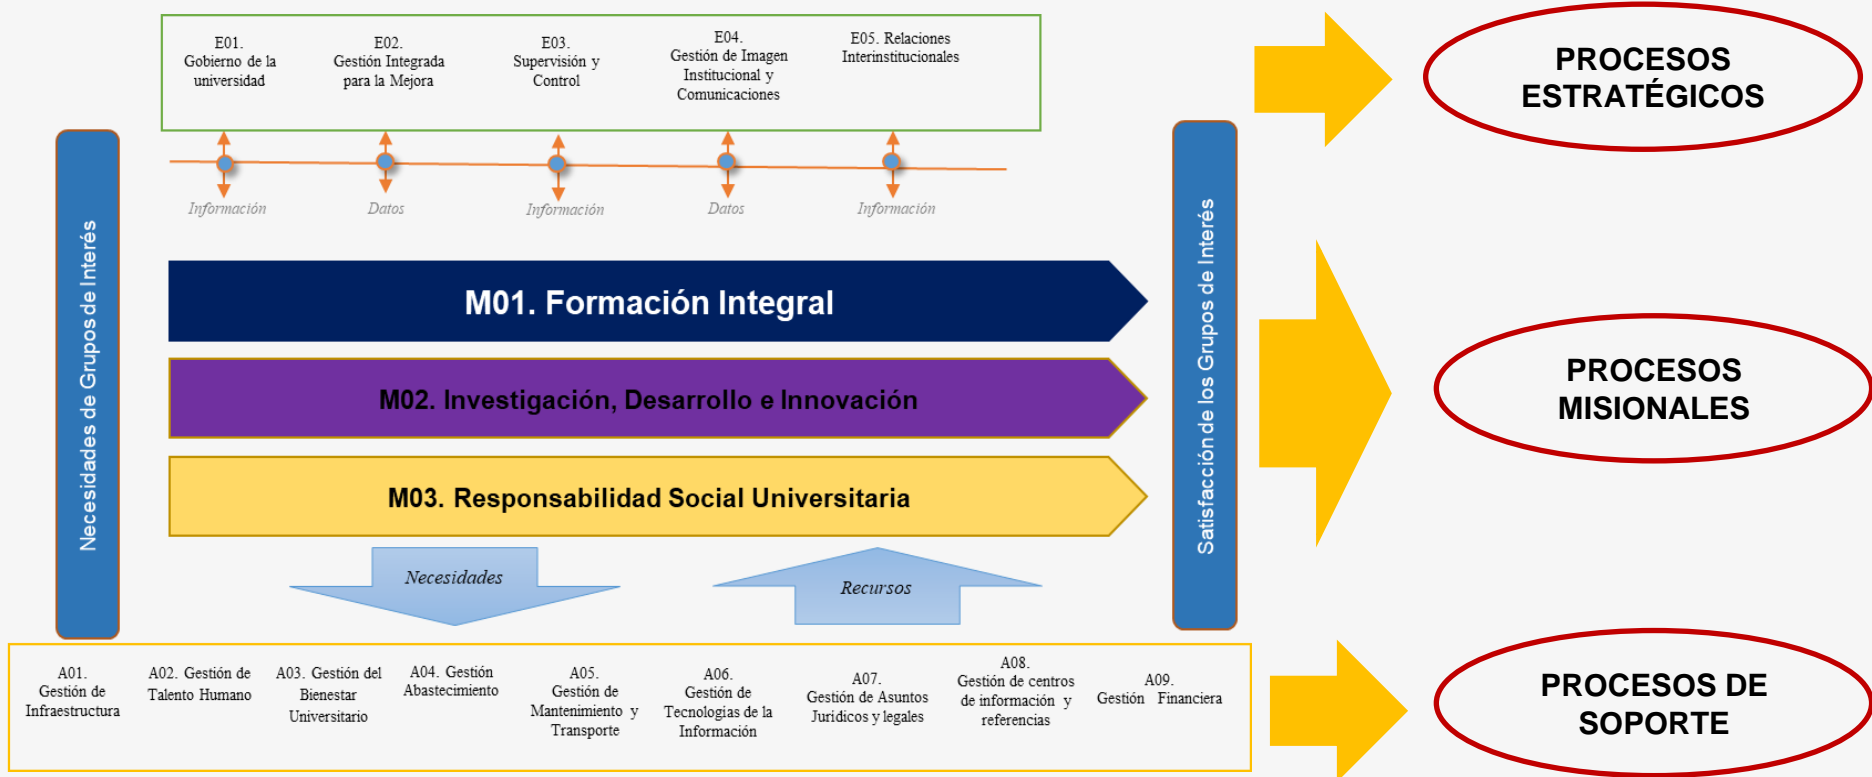 E01.
Gobierno de la
universidad
E02.
Gestión Integrada
para la Mejora
E03.
Supervisión y
Control
E04.
Gestión de Imagen
Institucional y
Comunicaciones
E05. Relaciones
Interinstitucionales
PROCESOS
ESTRATÉGICOS
Información
Datos
Información
Datos
Información
Necesidades de Grupos de Interés
M01. Formación Integral
M02. Investigación, Desarrollo e Innovación
M03. Responsabilidad Social Universitaria
Satisfacción de los Grupos de Interés
PROCESOS
MISIONALES
Necesidades
Recursos
A01.
Gestión de
Infraestructura
A02. Gestión de
Talento Humano
A03. Gestión del
Bienestar
Universitario
A04. Gestión
Abastecimiento
A05.
Gestión de
Mantenimiento y
Transporte
A06.
Gestión de
Tecnologias de la
Información
A07.
Gestión de Asuntos
Juridicos y legales
A08.
Gestión de centros
de información y
referencias
A09.
Gestión Financiera
PROCESOS DE
SOPORTE